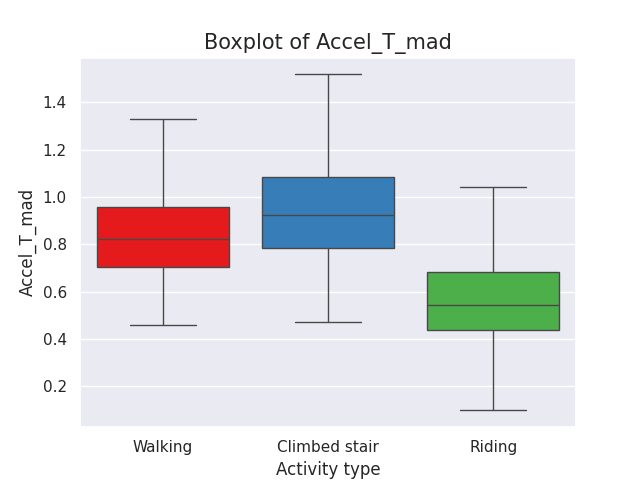 Boxplot of Accel_T_mad
Accel_T_mad
1.4
1.2
1.0
0.8
0.6
0.4
0.2
Walking
Climbed stair
Riding
Activity type